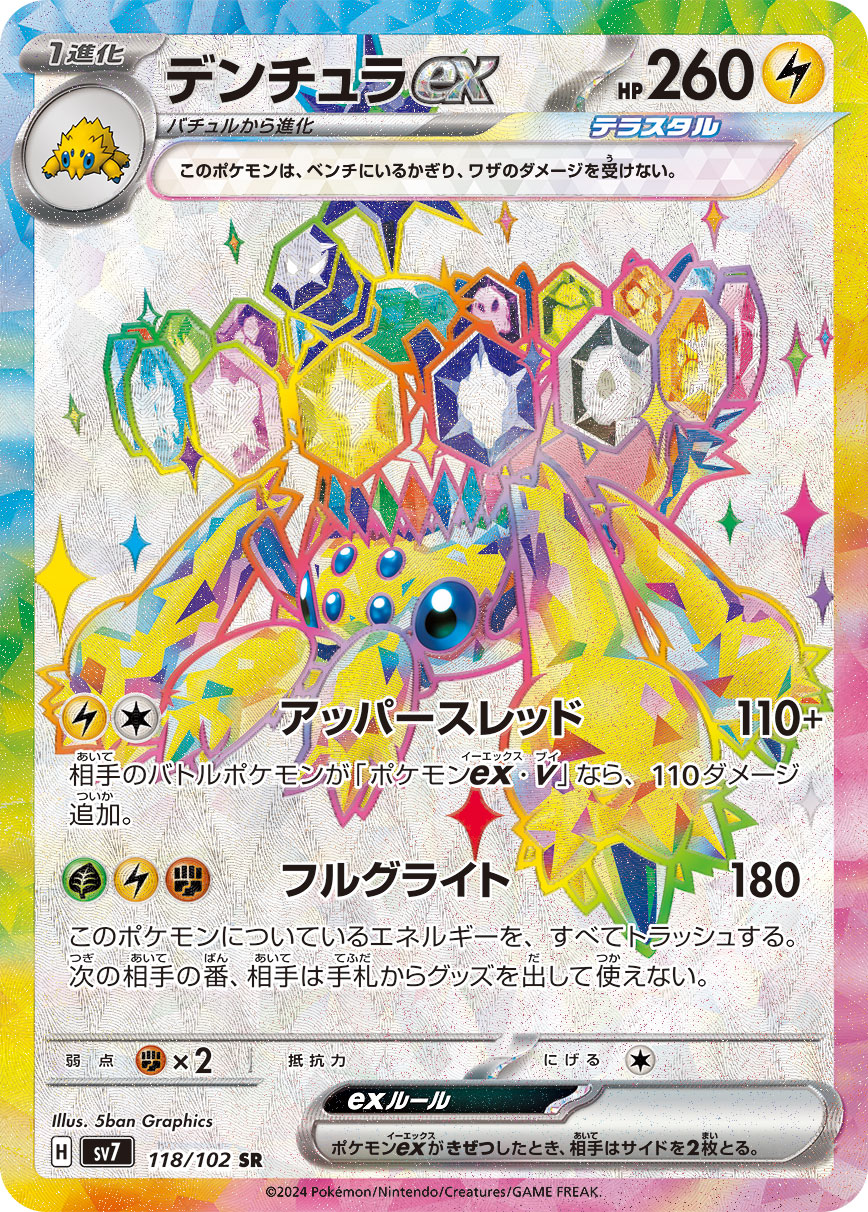 1進化
デンチュラex
HP260
バチュルから進化
テラスタル
このポケモンは、ベンチにいるかぎり、ワザのダメージを受けない。
アッパースレッド 110+
相手のバトルポケモンが「ポケモンex・V」なら、110ダメージ
追加。
フルグライト 180
このポケモンについているエネルギーを、すべてトラッシュする。
次の相手の番、相手は手札からグッズを出して使えない。
弱点 ×2 抵抗力 にげる
exルール
ポケモンexがきぜつしたとき、相手はサイドを2枚とる。
Illus. 5ban Graphics
H sv7 118/102 SR
©2024 Pokémon/Nintendo/Creatures/GAME FREAK.